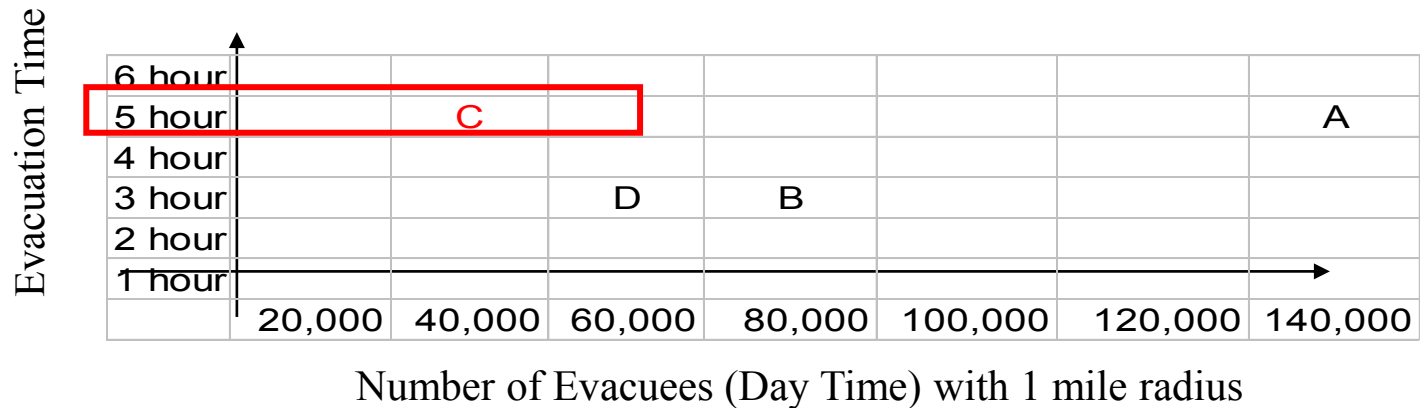 Evacuation Time
6 hour
5 hour C A
4 hour
3 hour D B
2 hour
1 hour
20,000 40,000 60,000 80,000 100,000 120,000 140,000
Number of Evacuees (Day Time) with 1 mile radius